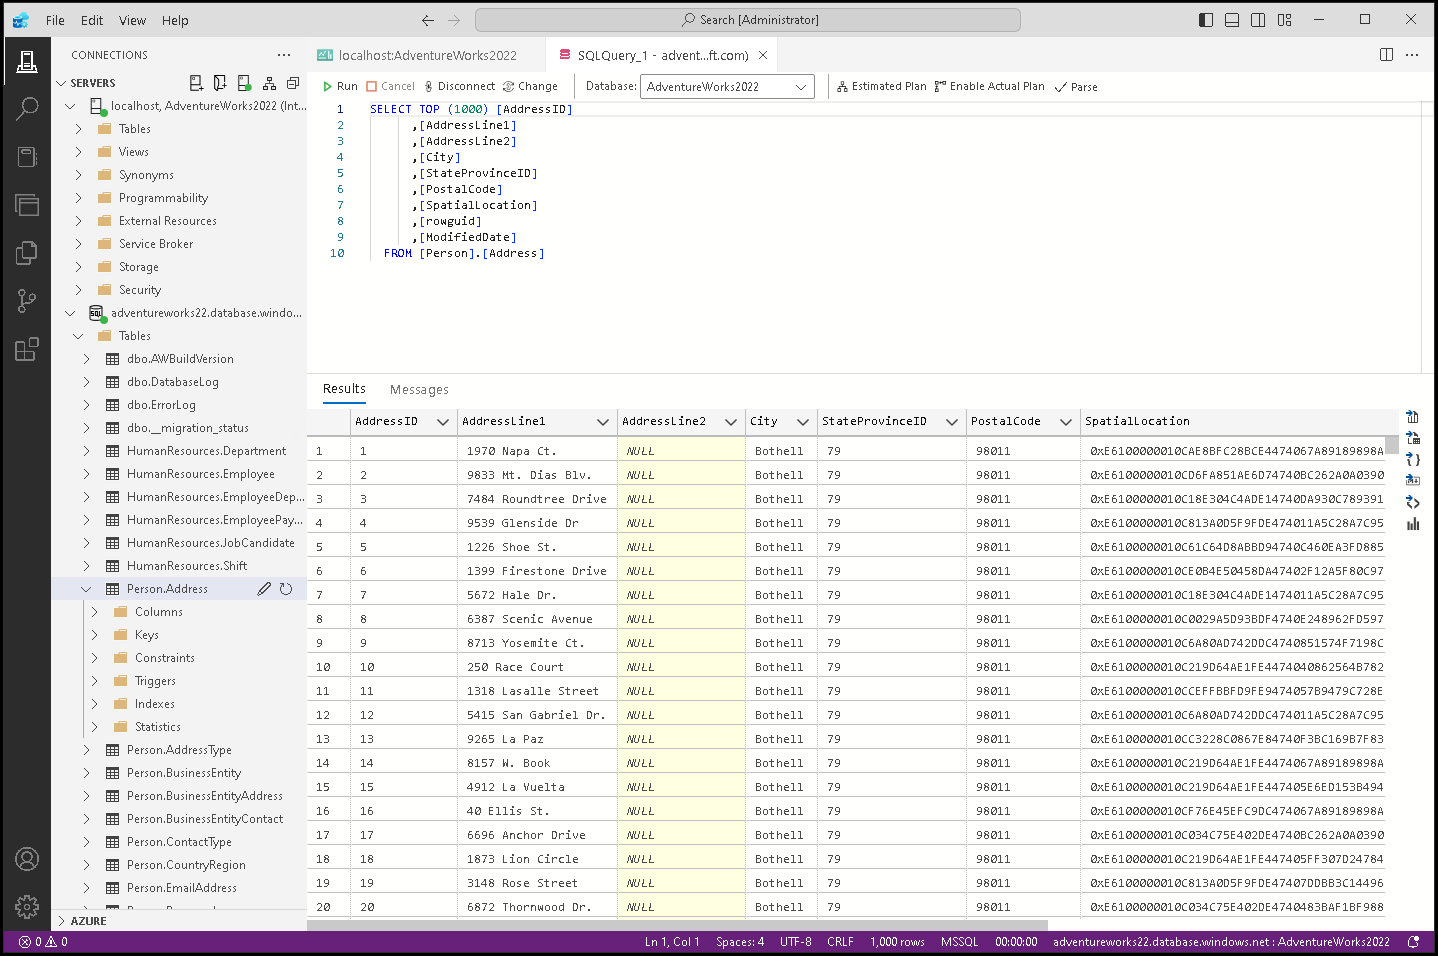 File Edit View Help
Search [Administrator]
CONNECTIONS
SERVERS
localhost, AdventureWorks2022 (Int...
Tables
Views
Synonyms
Programmability
External Resources
Service Broker
Storage
Security
adventureworks22.database.windo...
Tables
dbo.AWBuildVersion
dbo.DatabaseLog
dbo.ErrorLog
dbo.__migration_status
HumanResources.Department
HumanResources.Employee
HumanResources.EmployeeDep...
HumanResources.EmployeePay...
HumanResources.JobCandidate
HumanResources.Shift
Person.Address
Columns
Keys
Constraints
Triggers
Indexes
Statistics
Person.AddressType
Person.BusinessEntity
Person.BusinessEntityAddress
Person.BusinessEntityContact
Person.ContactType
Person.CountryRegion
Person.EmailAddress
AZURE
localhost:AdventureWorks2022
SQLQuery_1 - advent...ft.com)
Run Cancel Disconnect Change Database: AdventureWorks2022 Estimated Plan Enable Actual Plan Parse
1 SELECT TOP (1000) [AddressID]
2 ,[AddressLine1]
3 ,[AddressLine2]
4 ,[City]
5 ,[StateProvinceID]
6 ,[PostalCode]
7 ,[SpatialLocation]
8 ,[rowguid]
9 ,[ModifiedDate]
10 FROM [Person].[Address]
Results Messages
AddressID AddressLine1 AddressLine2 City StateProvinceID PostalCode SpatialLocation
1 1 1970 Napa Ct. NULL Bothell 79 98011 0xE6100000010CAE8BFC28BCE4474067A89189898A
2 2 9833 Mt. Dias Blv. NULL Bothell 79 98011 0xE6100000010CD6FA851AE6D74740BC262A0A0390
3 3 7484 Roundtree Drive NULL Bothell 79 98011 0xE6100000010C18E304C4ADE14740DA930C789391
4 4 9539 Glenside Dr NULL Bothell 79 98011 0xE6100000010C813A0D5F9FDE474011A5C28A7C95
5 5 1226 Shoe St. NULL Bothell 79 98011 0xE6100000010C61C64D8ABBD94740C460EA3FD885
6 6 1399 Firestone Drive NULL Bothell 79 98011 0xE6100000010CE0B4E50458DA47402F12A5F80C97
7 7 5672 Hale Dr. NULL Bothell 79 98011 0xE6100000010C18E304C4ADE1474011A5C28A7C95
8 8 6387 Scenic Avenue NULL Bothell 79 98011 0xE6100000010C0029A5D93BDF4740E248962FD597
9 9 8713 Yosemite Ct. NULL Bothell 79 98011 0xE6100000010C6A80AD742DDC4740851574F7198C
10 10 250 Race Court NULL Bothell 79 98011 0xE6100000010C219D64AE1FE4474040862564B782
11 11 1318 Lasalle Street NULL Bothell 79 98011 0xE6100000010CCEFFBBFD9FE9474057B9479C728E
12 12 5415 San Gabriel Dr. NULL Bothell 79 98011 0xE6100000010C6A80AD742DDC474011A5C28A7C95
13 13 9265 La Paz NULL Bothell 79 98011 0xE6100000010CC3228C0867E84740F3BC169B7F83
14 14 8157 W. Book NULL Bothell 79 98011 0xE6100000010C219D64AE1FE4474067A89189898A
15 15 4912 La Vuelta NULL Bothell 79 98011 0xE6100000010C219D64AE1FE447405E6ED153B494
16 16 40 Ellis St. NULL Bothell 79 98011 0xE6100000010CF76E45EFC9DC474067A89189898A
17 17 6696 Anchor Drive NULL Bothell 79 98011 0xE6100000010C034C75E402DE4740BC262A0A0390
18 18 1873 Lion Circle NULL Bothell 79 98011 0xE6100000010C219D64AE1FE447405FF307D24784
19 19 3148 Rose Street NULL Bothell 79 98011 0xE6100000010C813A0D5F9FDE47407DDBB3C14496
20 20 6872 Thornwood Dr. NULL Bothell 79 98011 0xE6100000010C034C75E402DE4740483BAF1BF988
0 0 Ln 1, Col 1 Spaces: 4 UTF-8 CRLF 1,000 rows MSSQL 00:00:00 adventureworks22.database.windows.net : AdventureWorks2022